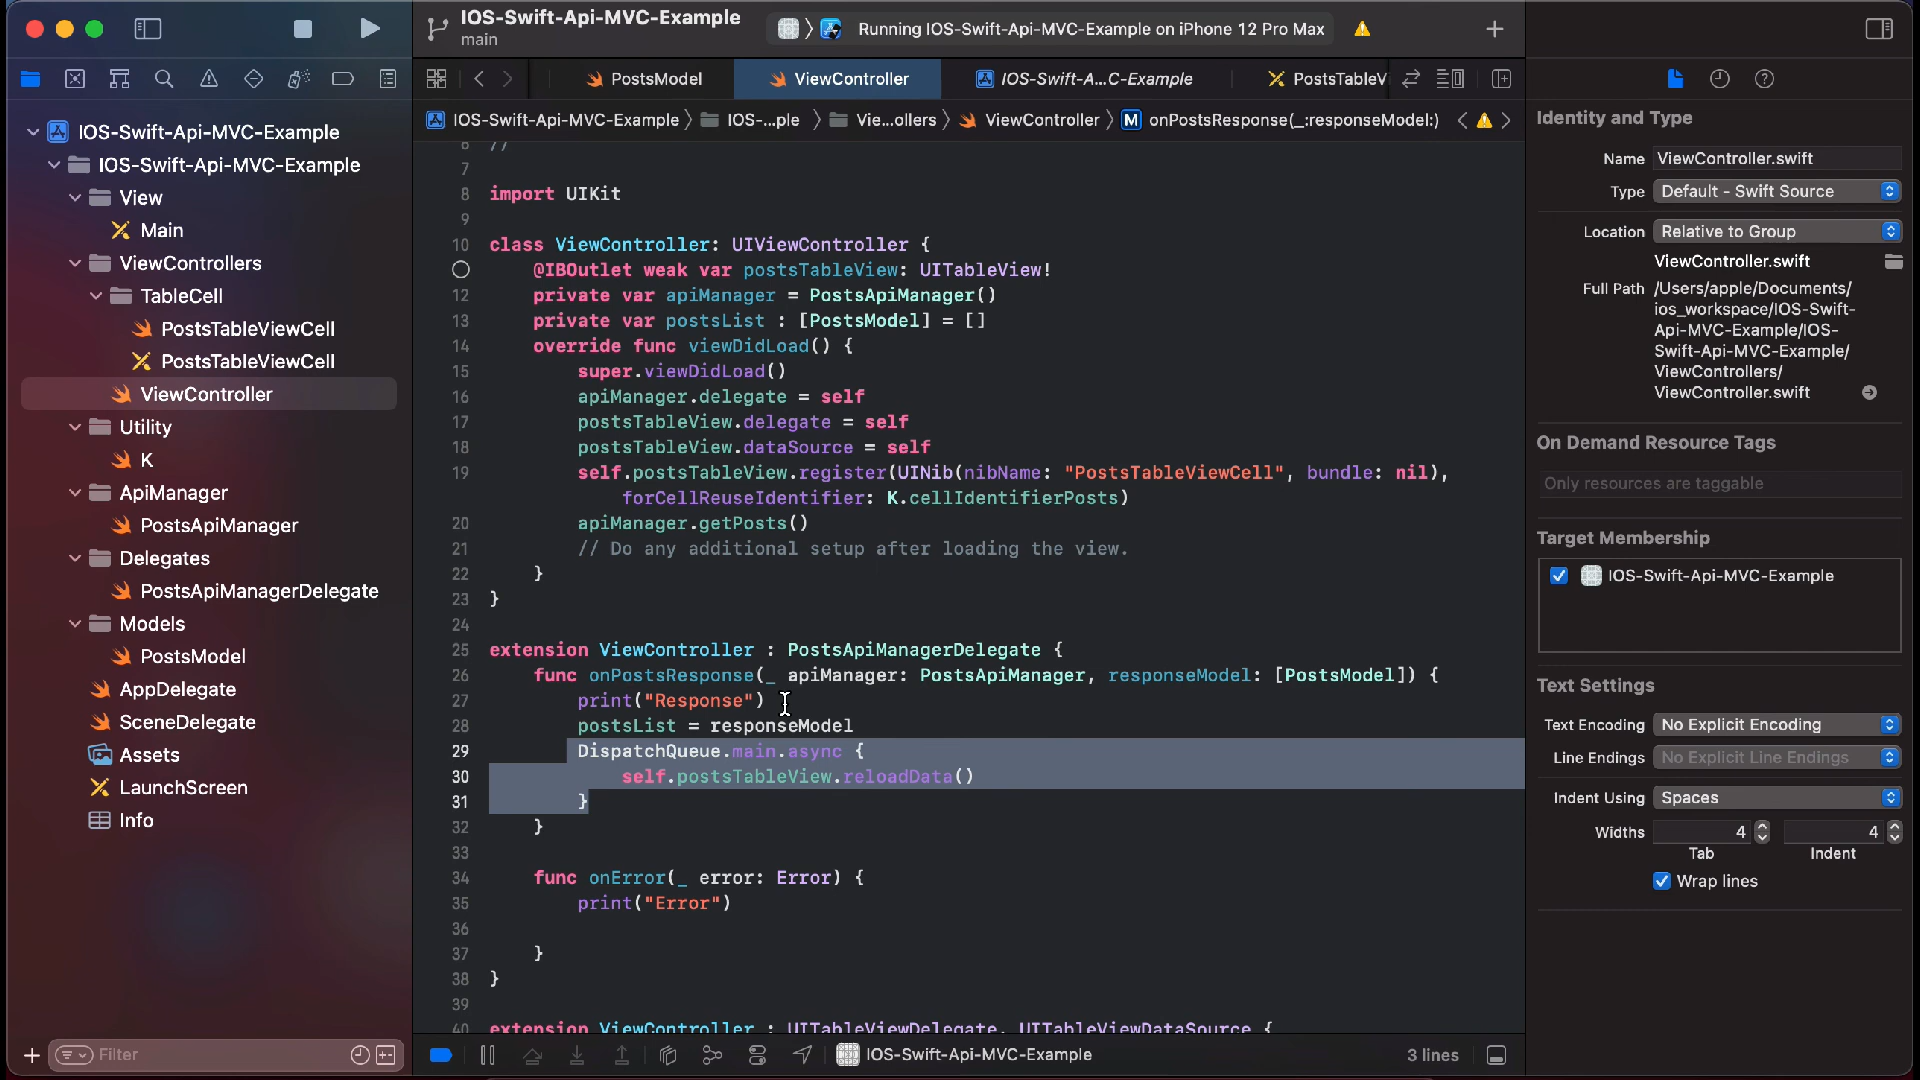 IOS-Swift-Api-MVC-Example
main
Running IOS-Swift-Api-MVC-Example on iPhone 12 Pro Max
PostsModel
ViewController
IOS-Swift-A...C-Example
PostsTableV
IOS-Swift-Api-MVC-Example
IOS-...ple
Vie...ollers
ViewController
M
onPostsResponse(_:responseModel:)
IOS-Swift-Api-MVC-Example
IOS-Swift-Api-MVC-Example
View
Main
ViewControllers
TableCell
PostsTableViewCell
PostsTableViewCell
ViewController
Utility
K
ApiManager
PostsApiManager
Delegates
PostsApiManagerDelegate
Models
PostsModel
AppDelegate
SceneDelegate
Assets
LaunchScreen
Info
Filter
6 //
7
8 import UIKit
9
10 class ViewController: UIViewController {
@IBOutlet weak var postsTableView: UITableView!
12 private var apiManager = PostsApiManager()
13 private var postsList : [PostsModel] = []
14 override func viewDidLoad() {
15 super.viewDidLoad()
16 apiManager.delegate = self
17 postsTableView.delegate = self
18 postsTableView.dataSource = self
19 self.postsTableView.register(UINib(nibName: "PostsTableViewCell", bundle: nil),
forCellReuseIdentifier: K.cellIdentifierPosts)
20 apiManager.getPosts()
21 // Do any additional setup after loading the view.
22 }
23 }
24
25 extension ViewController : PostsApiManagerDelegate {
26 func onPostsResponse(_ apiManager: PostsApiManager, responseModel: [PostsModel]) {
27 print("Response")
28 postsList = responseModel
29 DispatchQueue.main.async {
30 self.postsTableView.reloadData()
31 }
32 }
33
34 func onError(_ error: Error) {
35 print("Error")
36
37 }
38 }
39
40 extension ViewController : UITableViewDelegate, UITableViewDataSource {
IOS-Swift-Api-MVC-Example
3 lines
Identity and Type
Name ViewController.swift
Type Default - Swift Source
Location Relative to Group
ViewController.swift
Full Path /Users/apple/Documents/
ios_workspace/IOS-Swift-
Api-MVC-Example/IOS-
Swift-Api-MVC-Example/
ViewControllers/
ViewController.swift
On Demand Resource Tags
Only resources are taggable
Target Membership
IOS-Swift-Api-MVC-Example
Text Settings
Text Encoding No Explicit Encoding
Line Endings No Explicit Line Endings
Indent Using Spaces
Widths 4 4
Tab Indent
Wrap lines